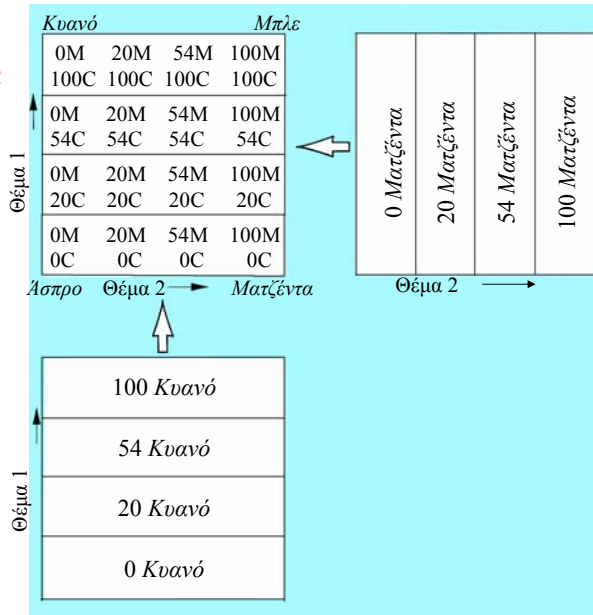 Κυανό Μπλε
0M 20M 54M 100M
100C 100C 100C 100C
0M 20M 54M 100M
54C 54C 54C 54C
0M 20M 54M 100M
20C 20C 20C 20C
0M 20M 54M 100M
0C 0C 0C 0C
Θέμα 1
Άσπρο Θέμα 2 Ματζέντα
0 Ματζέντα
20 Ματζέντα
54 Ματζέντα
100 Ματζέντα
Θέμα 2
100 Κυανό
54 Κυανό
20 Κυανό
0 Κυανό
Θέμα 1